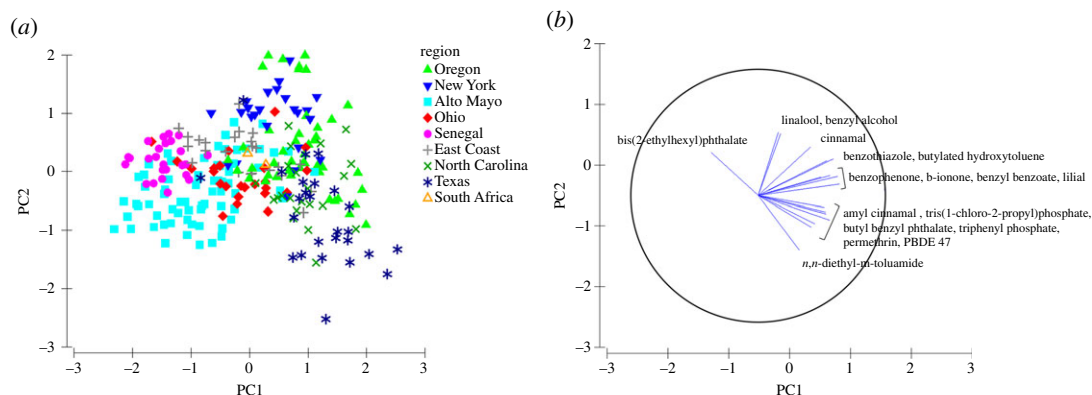 (a)
PC2
2
1
0
–1
–2
–3
–3
–2
–1
0
1
2
3
PC1
region
Oregon
New York
Alto Mayo
Ohio
Senegal
East Coast
North Carolina
Texas
South Africa
(b)
PC2
2
1
0
–1
–2
–3
–3
–2
–1
0
1
2
3
PC1
linalool, benzyl alcohol
bis(2-ethylhexyl)phthalate
cinnamal
benzothiazole, butylated hydroxytoluene
benzophenone, b-ionone, benzyl benzoate, lilial
amyl cinnamal , tris(1-chloro-2-propyl)phosphate,
butyl benzyl phthalate, triphenyl phosphate,
permethrin, PBDE 47
n,n-diethyl-m-toluamide